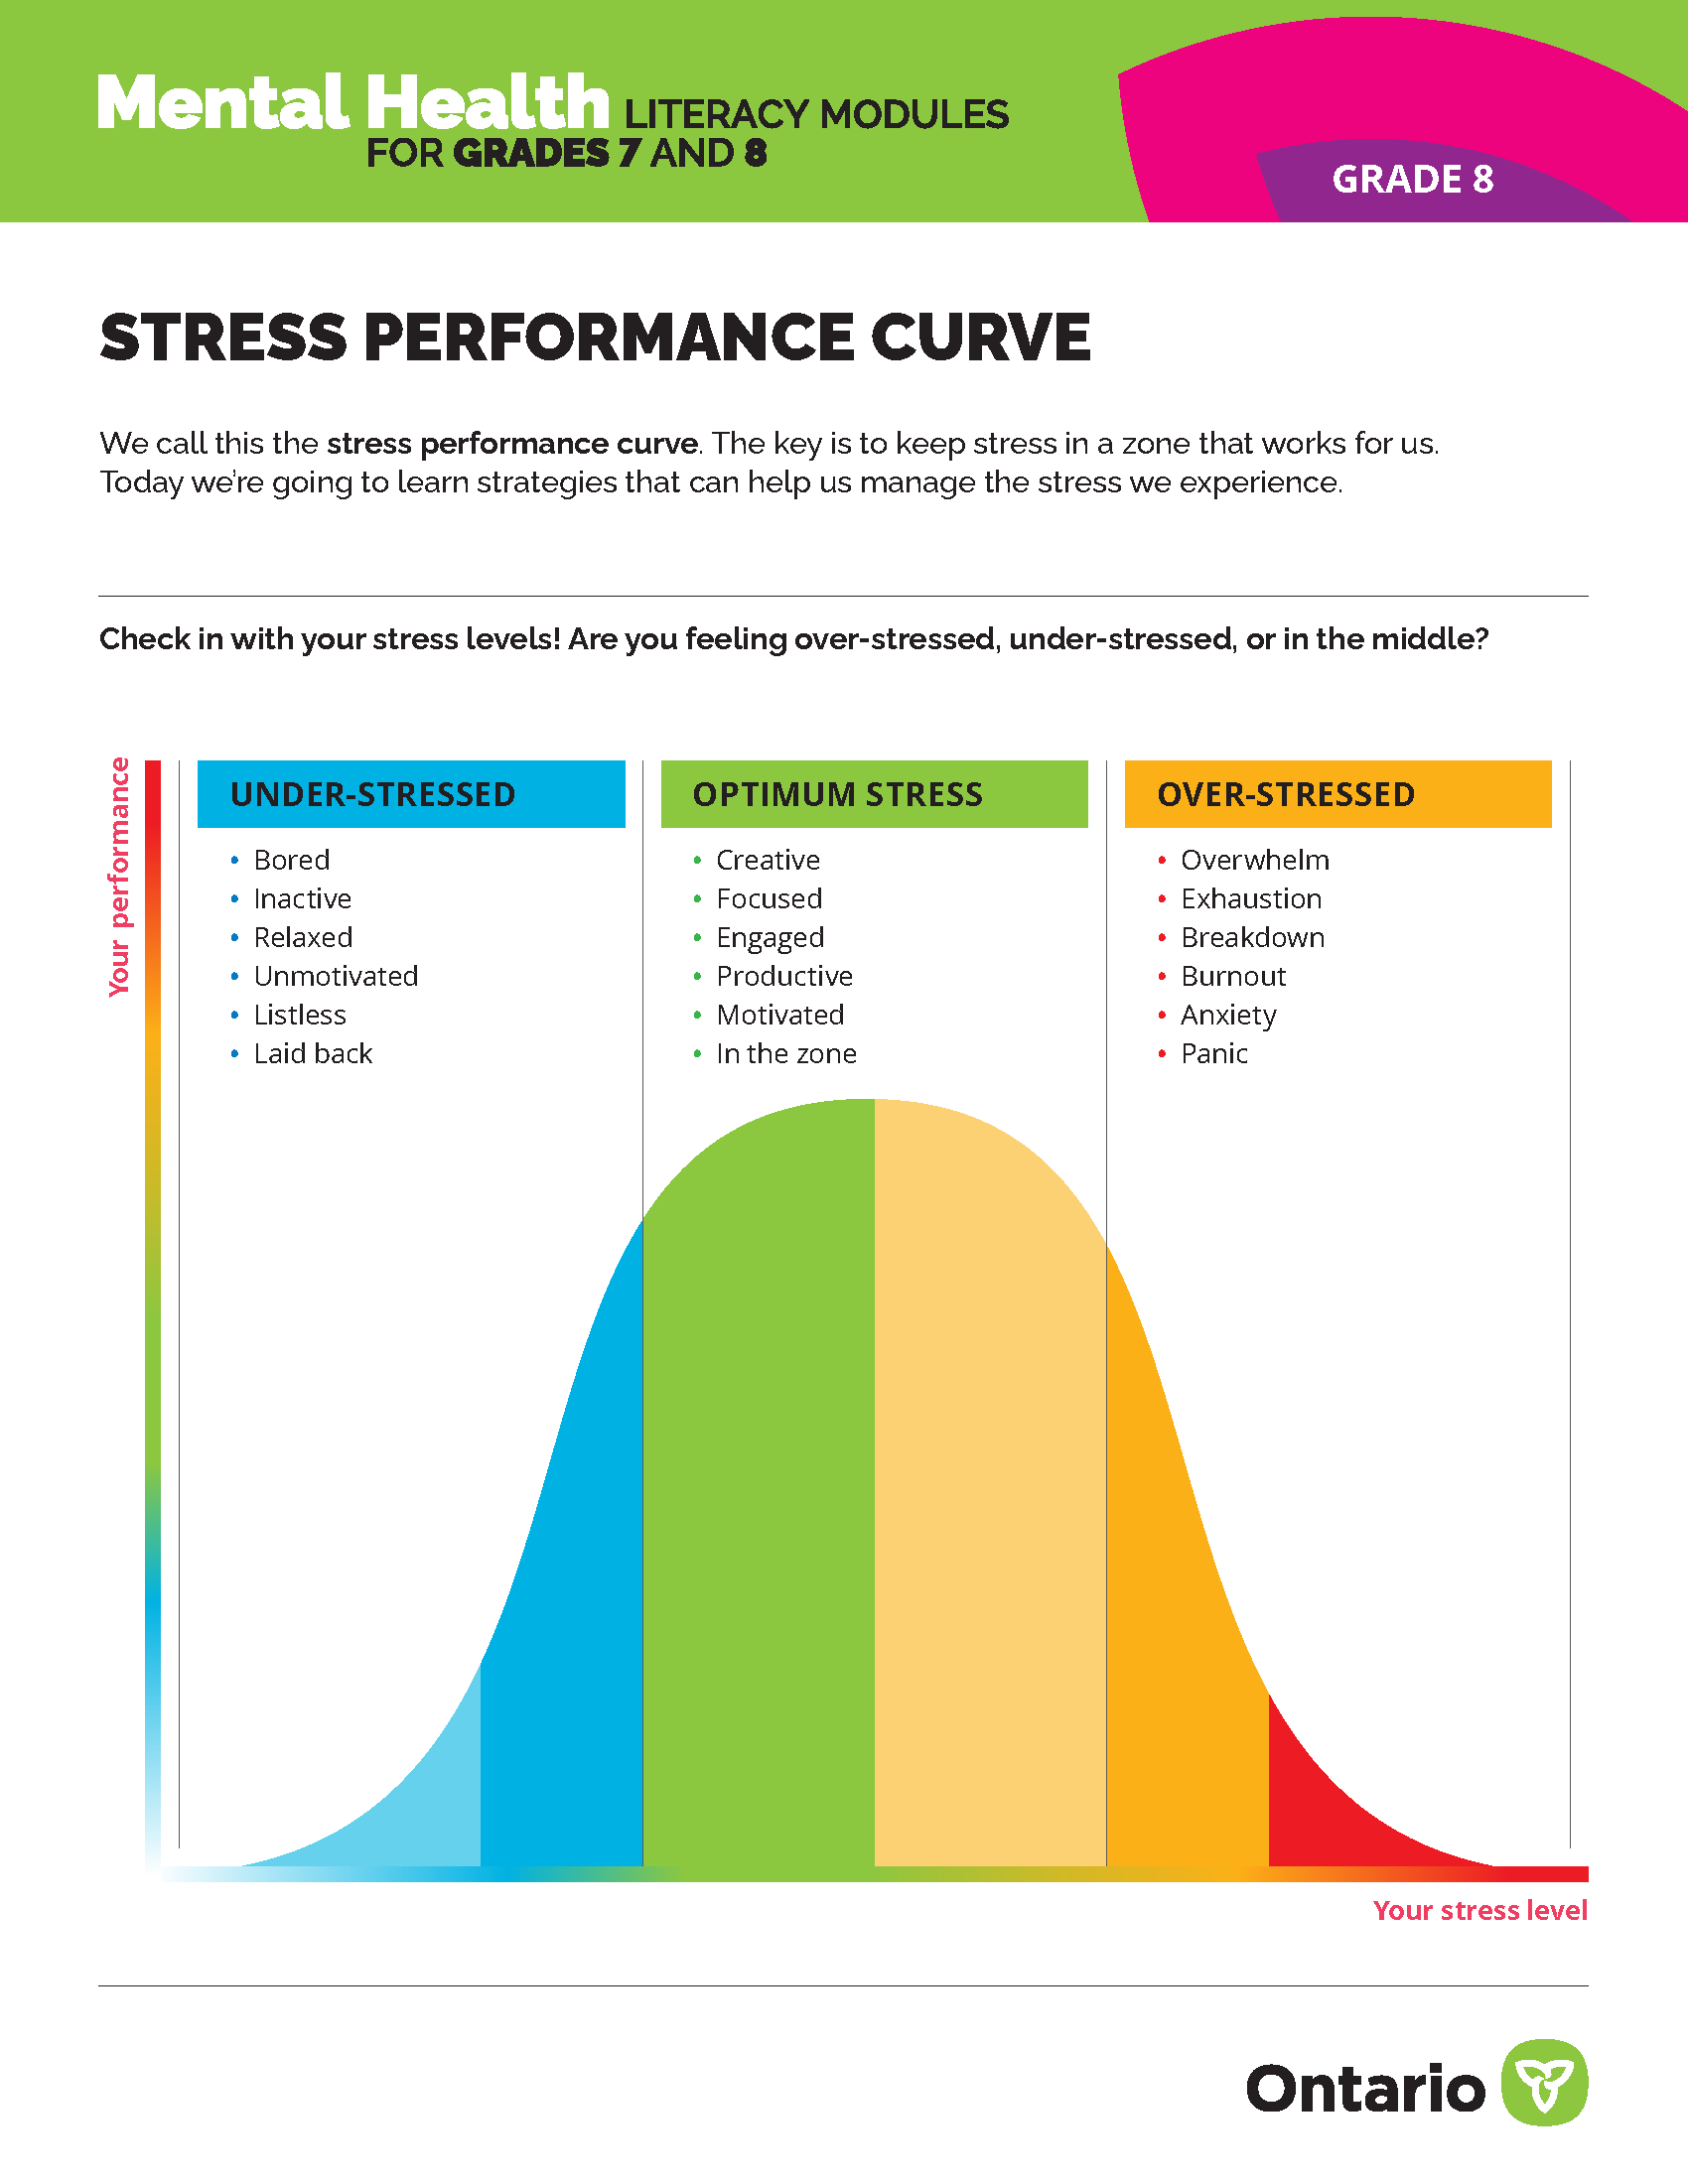 Mental Health LITERACY MODULES
FOR GRADES 7 AND 8
GRADE 8
STRESS PERFORMANCE CURVE
We call this the stress performance curve. The key is to keep stress in a zone that works for us.
Today we're going to learn strategies that can help us manage the stress we experience.
Check in with your stress levels! Are you feeling over-stressed, under-stressed, or in the middle?
Your performance
UNDER-STRESSED
• Bored
• Inactive
• Relaxed
• Unmotivated
• Listless
• Laid back
OPTIMUM STRESS
• Creative
• Focused
• Engaged
• Productive
• Motivated
• In the zone
OVER-STRESSED
• Overwhelm
• Exhaustion
• Breakdown
• Burnout
• Anxiety
• Panic
Your stress level
Ontario